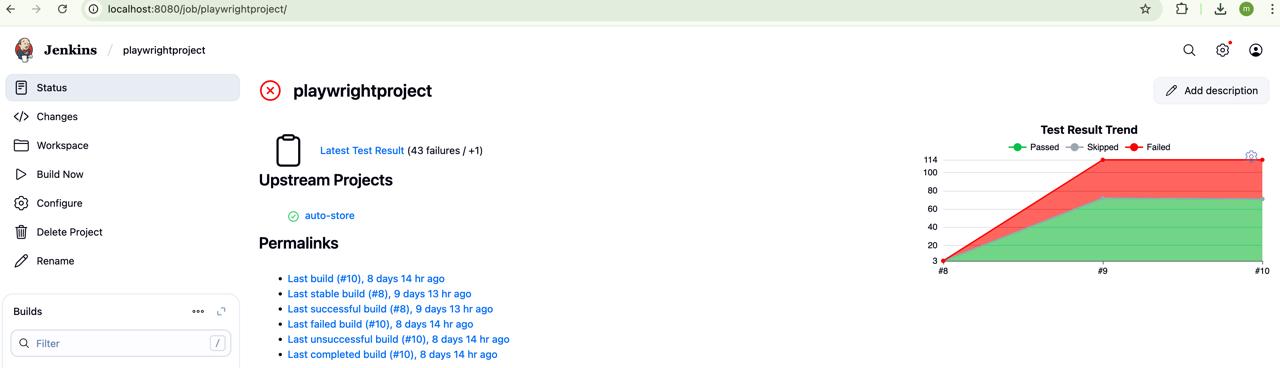 localhost:8080/job/playwrightproject/
m
Jenkins / playwrightproject
Status
Changes
Workspace
Build Now
Configure
Delete Project
Rename
Builds
Filter /
playwrightproject
Add description
Latest Test Result (43 failures / +1)
Upstream Projects
auto-store
Permalinks
Last build (#10), 8 days 14 hr ago
Last stable build (#8), 9 days 13 hr ago
Last successful build (#8), 9 days 13 hr ago
Last failed build (#10), 8 days 14 hr ago
Last unsuccessful build (#10), 8 days 14 hr ago
Last completed build (#10), 8 days 14 hr ago
Test Result Trend
Passed Skipped Failed
114
100
80
60
40
20
3
#8 #9 #10